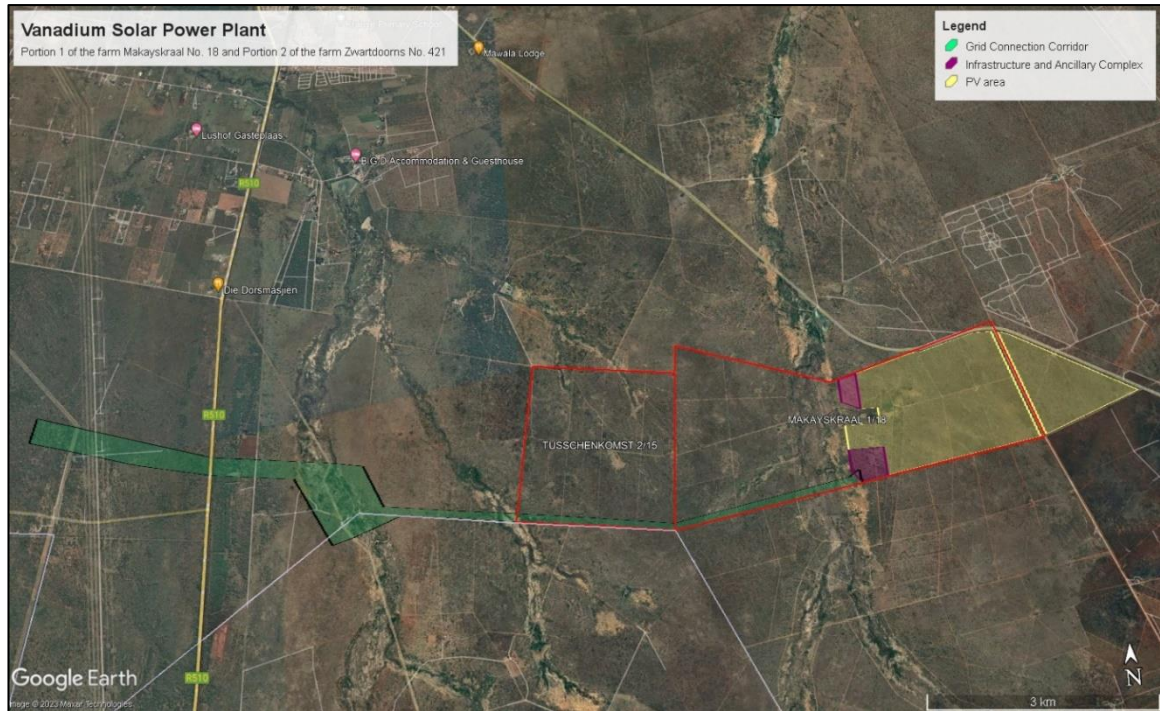 Vanadium Solar Power Plant
Portion 1 of the farm Makayskraal No. 18 and Portion 2 of the farm Zwartdoorns No. 421
Legend
Grid Connection Corridor
Infrastructure and Ancillary Complex
PV area
Mawala Lodge
Lushof Gasteplaas
B.G.D Accommodation & Guesthouse
R510
Die Dorsmasjien
R510
MAKAYSKRAAL 1/18
TUSSCHENKOMST 2/15
R510
Google Earth
Image © 2023 Maxar Technologies
N
3 km